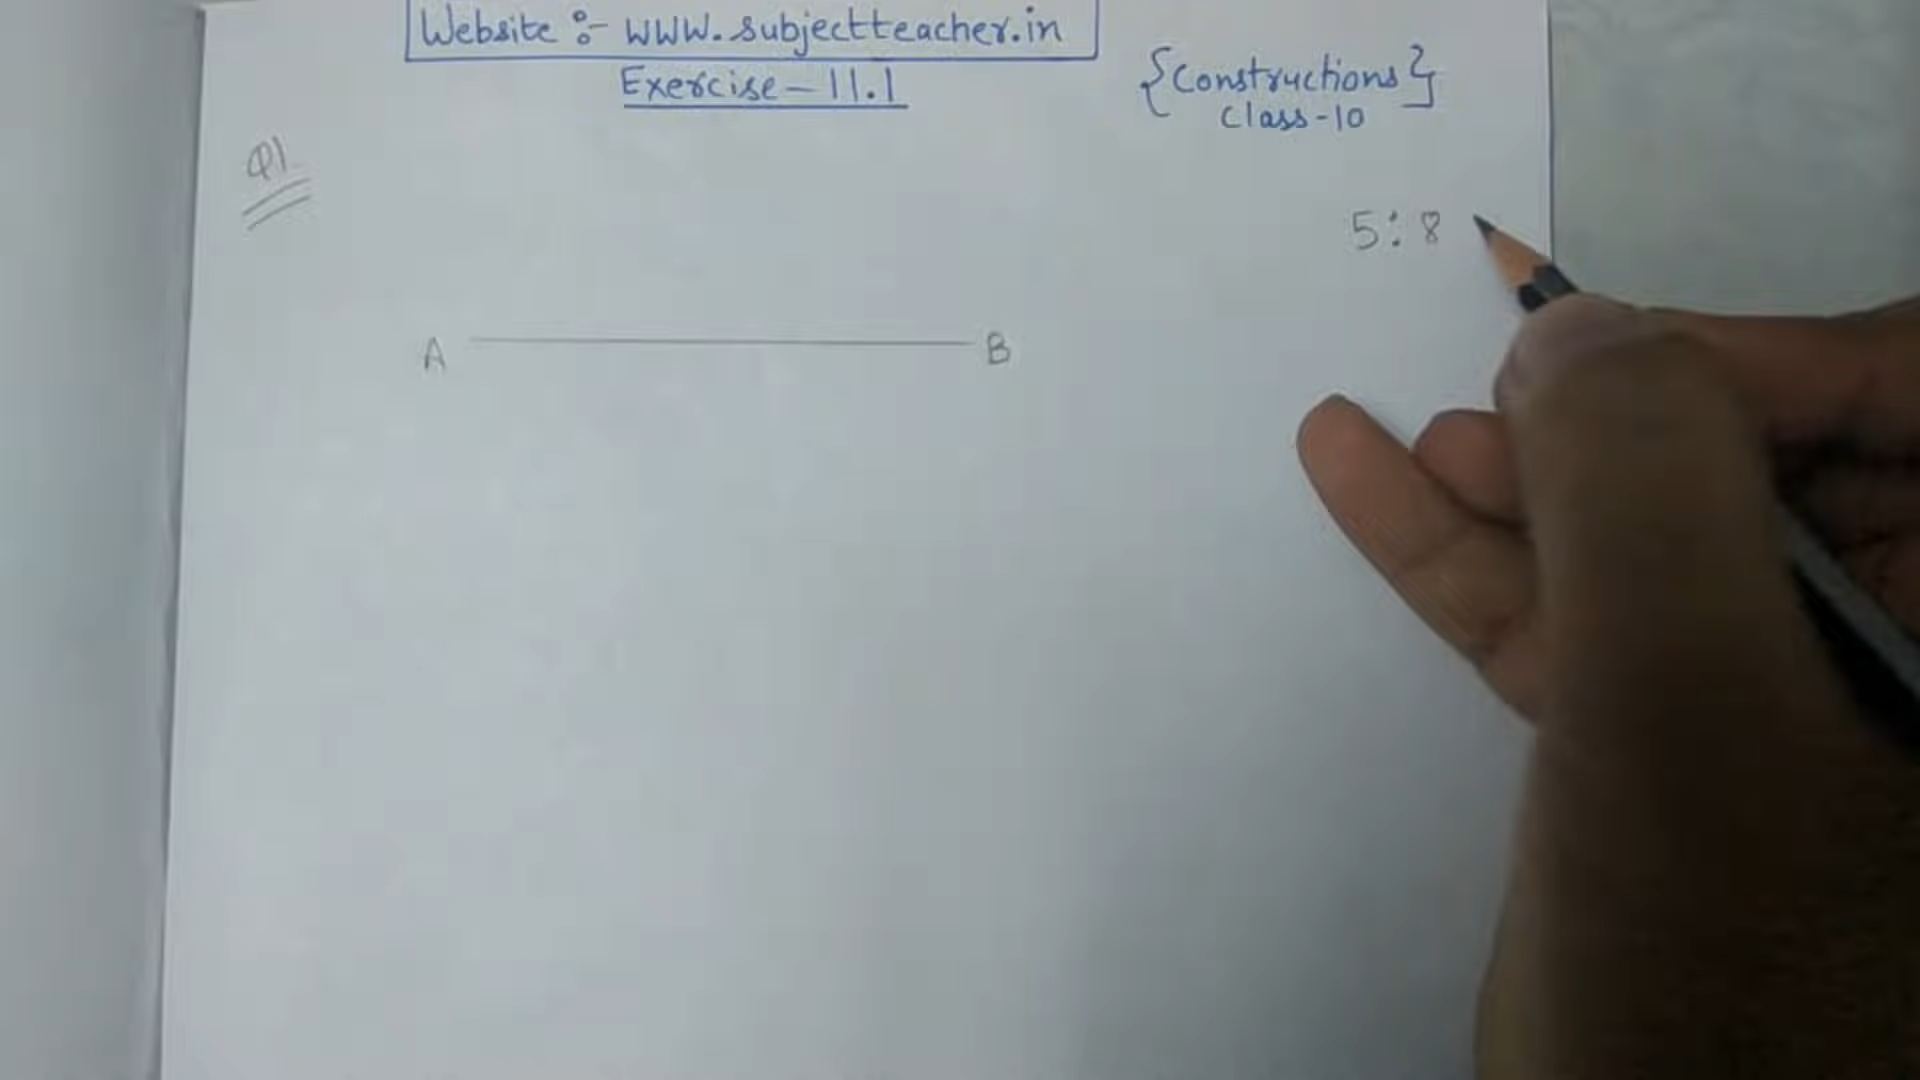 Website :- www.subjectteacher.in
Exercise - 11.1
{Constructions}
Class-10
Q1.
5:8
A B